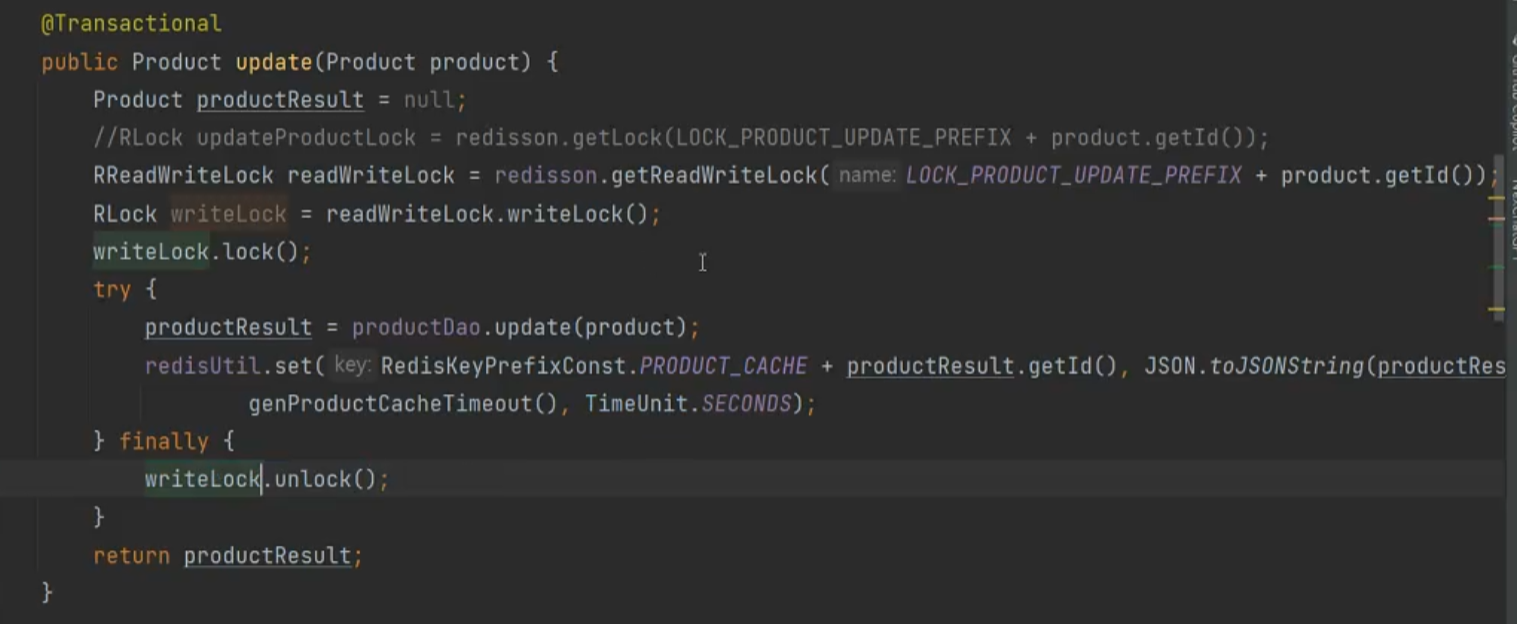 @Transactional
public Product update(Product product) {
Product productResult = null;
//RLock updateProductLock = redisson.getLock(LOCK_PRODUCT_UPDATE_PREFIX + product.getId());
RReadWriteLock readWriteLock = redisson.getReadWriteLock( name: LOCK_PRODUCT_UPDATE_PREFIX + product.getId());
RLock writeLock = readWriteLock.writeLock();
writeLock.lock();
try {
productResult = productDao.update(product);
redisUtil.set( key: RedisKeyPrefixConst.PRODUCT_CACHE + productResult.getId(), JSON.toJSONString(productRes
genProductCacheTimeout(), TimeUnit.SECONDS);
} finally {
writeLock.unlock();
}
return productResult;
}